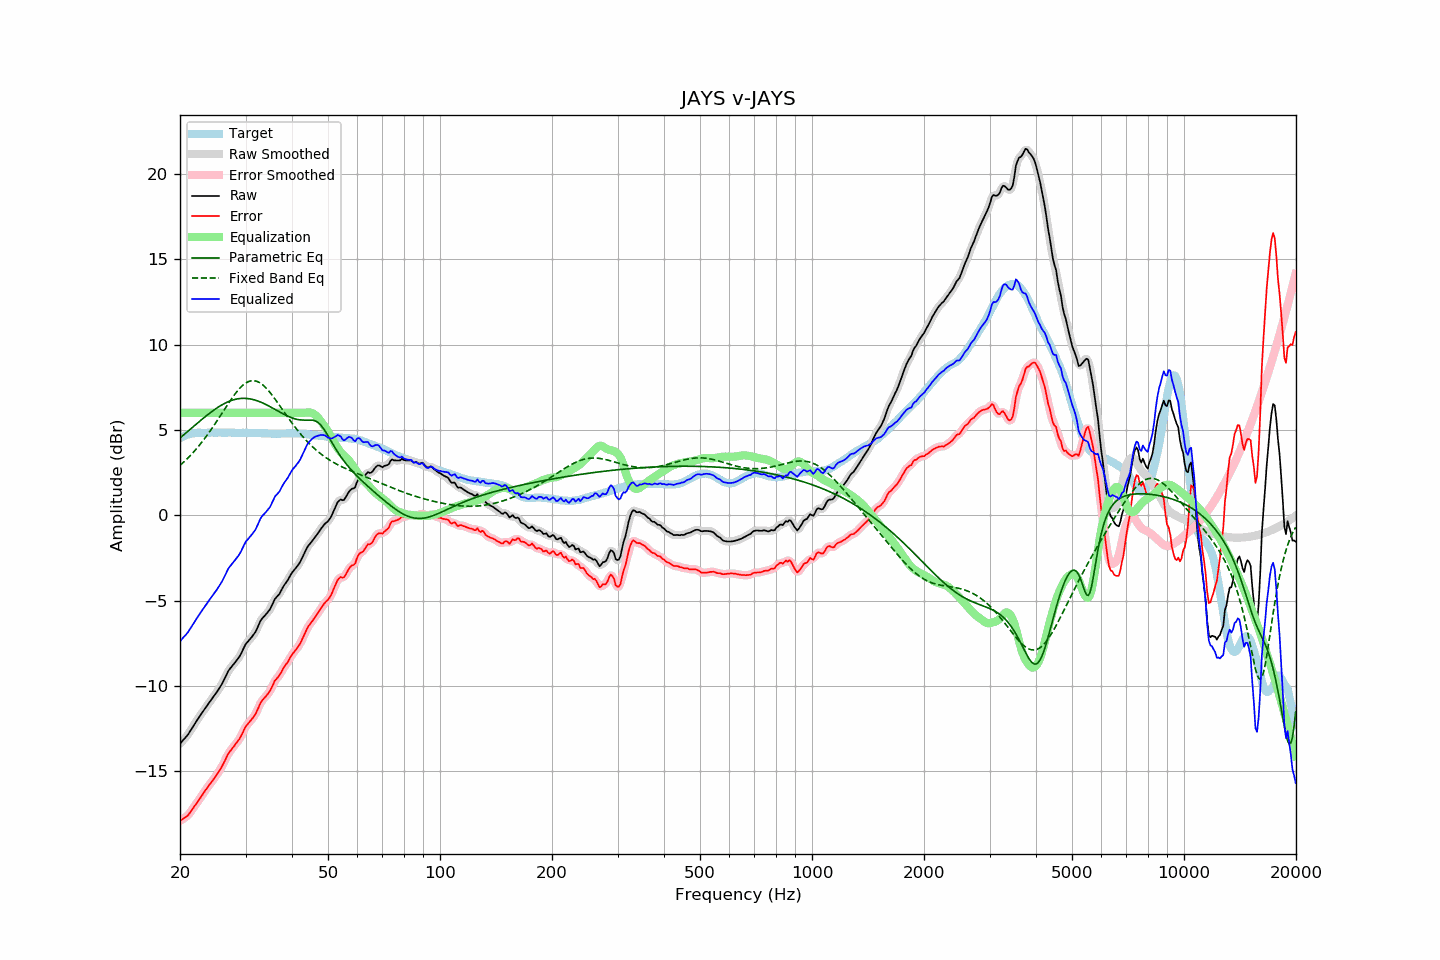 JAYS v-JAYS
Target
Raw Smoothed
Error Smoothed
Raw
Error
Equalization
Parametric Eq
Fixed Band Eq
Equalized
Amplitude (dBr)
20
15
10
5
0
−5
−10
−15
20 50 100 200 500 1000 2000 5000 10000 20000
Frequency (Hz)